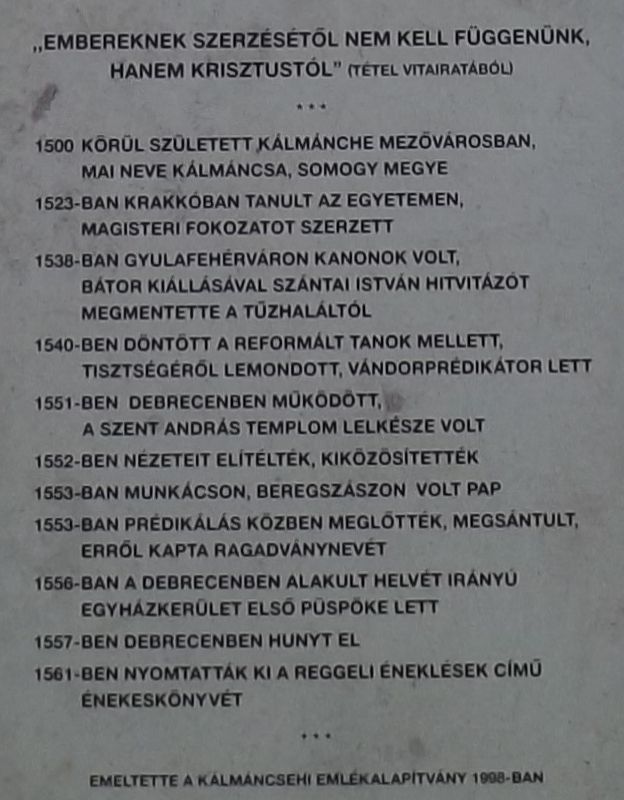 „EMBEREKNEK SZERZÉSÉTŐL NEM KELL FÜGGENÜNK,
HANEM KRISZTUSTÓL” (TÉTEL VITAIRATÁBÓL)
* * *
1500 KÖRÜL SZÜLETETT KÁLMÁNCHE MEZŐVÁROSBAN,
MAI NEVE KÁLMÁNCSA, SOMOGY MEGYE
1523-BAN KRAKKÓBAN TANULT AZ EGYETEMEN,
MAGISTERI FOKOZATOT SZERZETT
1538-BAN GYULAFEHÉRVÁRON KANONOK VOLT,
BÁTOR KIÁLLÁSÁVAL SZÁNTAI ISTVÁN HITVITÁZÓT
MEGMENTETTE A TŰZHALÁLTÓL
1540-BEN DÖNTÖTT A REFORMÁLT TANOK MELLETT,
TISZTSÉGÉRŐL LEMONDOTT, VÁNDORPRÉDIKÁTOR LETT
1551-BEN DEBRECENBEN MŰKÖDÖTT,
A SZENT ANDRÁS TEMPLOM LELKÉSZE VOLT
1552-BEN NÉZETEIT ELÍTÉLTÉK, KIKÖZÖSÍTETTÉK
1553-BAN MUNKÁCSON, BEREGSZÁSZON VOLT PAP
1553-BAN PRÉDIKÁLÁS KÖZBEN MEGLŐTTÉK, MEGSÁNTULT,
ERRŐL KAPTA RAGADVÁNYNEVÉT
1556-BAN A DEBRECENBEN ALAKULT HELVÉT IRÁNYÚ
EGYHÁZKERÜLET ELSŐ PÜSPÖKE LETT
1557-BEN DEBRECENBEN HUNYT EL
1561-BEN NYOMTATTÁK KI A REGGELI ÉNEKLÉSEK CÍMŰ
ÉNEKESKÖNYVÉT
* * *
EMELTETTE A KÁLMÁNCSEHI EMLÉKALAPÍTVÁNY 1998-BAN